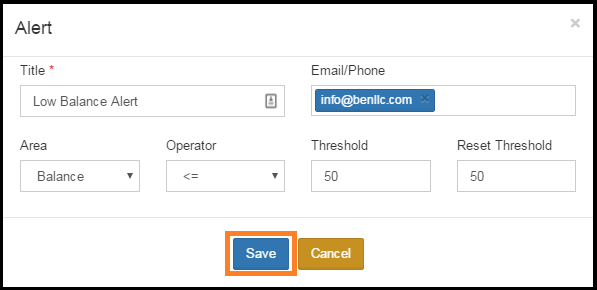 Alert ×
Title * Email/Phone
Low Balance Alert info@benllc.com ×
Area Operator Threshold Reset Threshold
Balance <= 50 50
Save Cancel